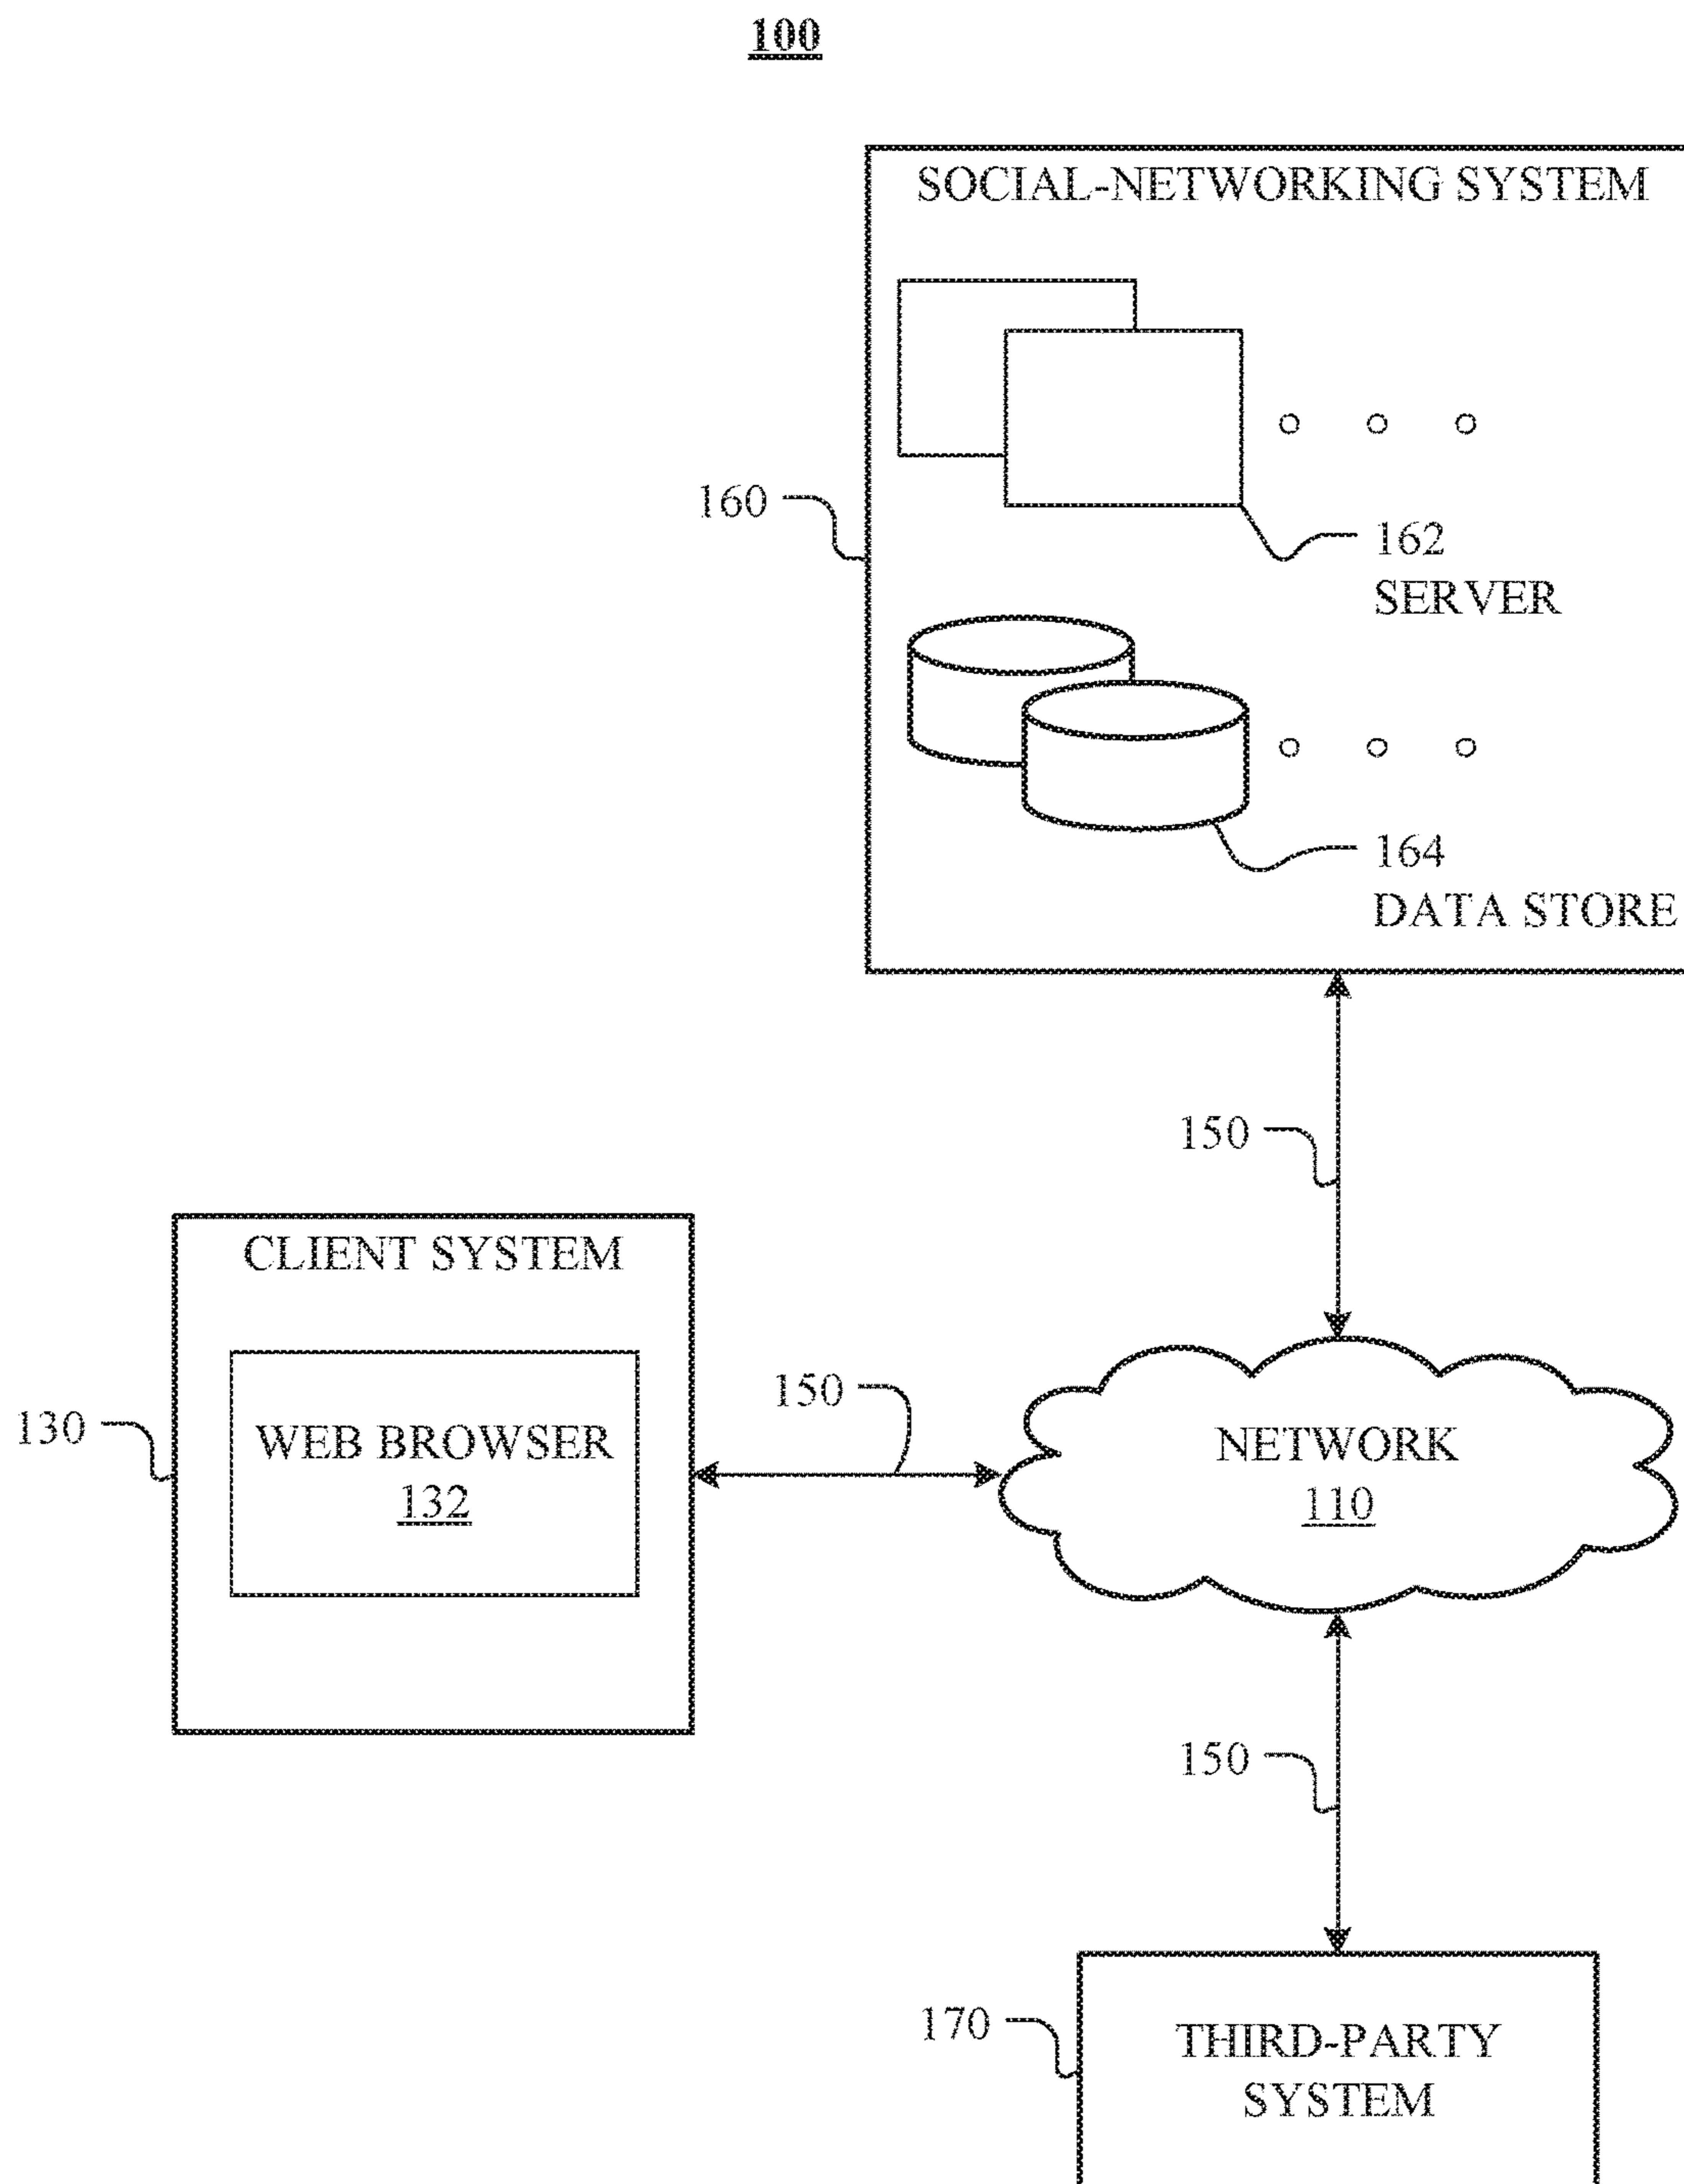 100
SOCIAL-NETWORKING SYSTEM
160
162
SERVER
164
DATA STORE
150
CLIENT SYSTEM
130
WEB BROWSER
132
150
NETWORK
110
150
170
THIRD-PARTY
SYSTEM